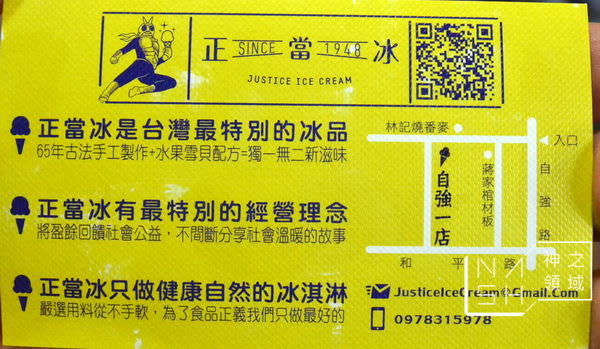 正 SINCE 當 1948 冰
JUSTICE ICE CREAM
正當冰是台灣最特別的冰品
65年古法手工製作+水果雪貝配方=獨一無二新滋味
正當冰有最特別的經營理念
將盈餘回饋社會公益，不間斷分享社會溫暖的故事
正當冰只做健康自然的冰淇淋
嚴選用料從不手軟，為了食品正義我們只做最好的
林記燒番麥
入口
自強一店
蔣家棺材板
自強路
和平路
JusticeIceCream@Gmail.Com
0978315978
神之領域